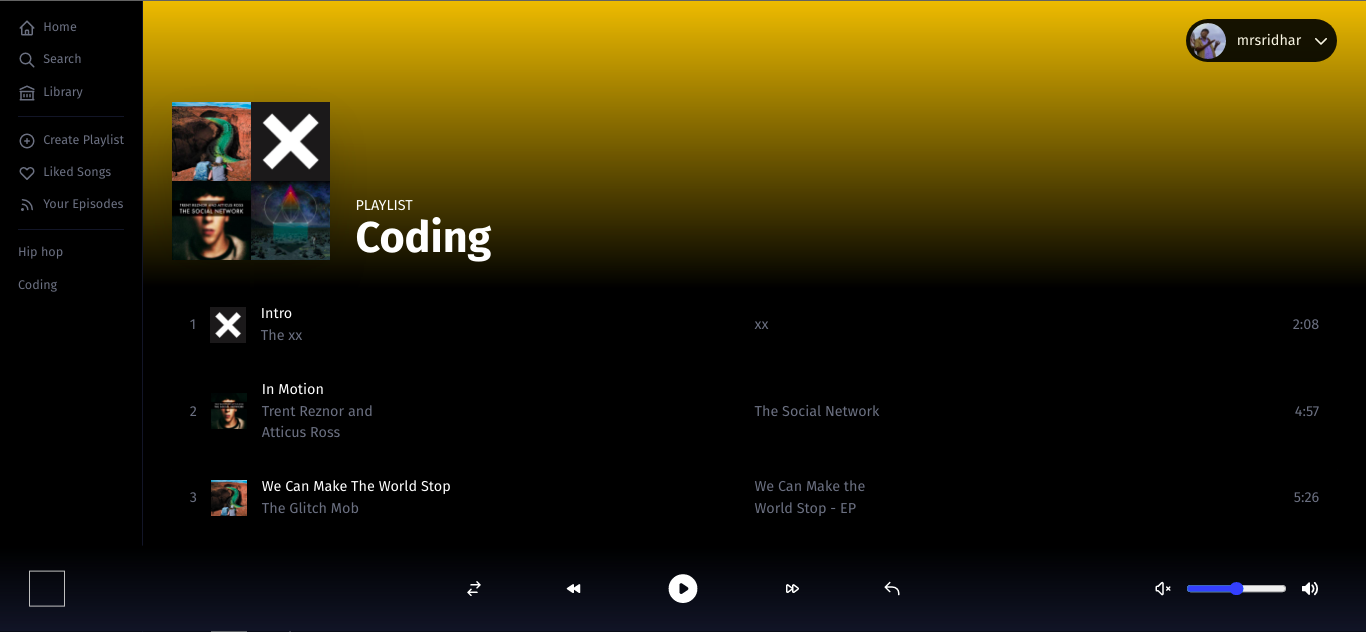 Home
Search
Library
Create Playlist
Liked Songs
Your Episodes
Hip hop
Coding
mrsridhar
TRENT REZNOR AND ATTICUS ROSS
THE SOCIAL NETWORK
PLAYLIST
Coding
1
Intro
The xx
xx
2:08
2
In Motion
Trent Reznor and
Atticus Ross
The Social Network
4:57
3
We Can Make The World Stop
The Glitch Mob
We Can Make the
World Stop - EP
5:26